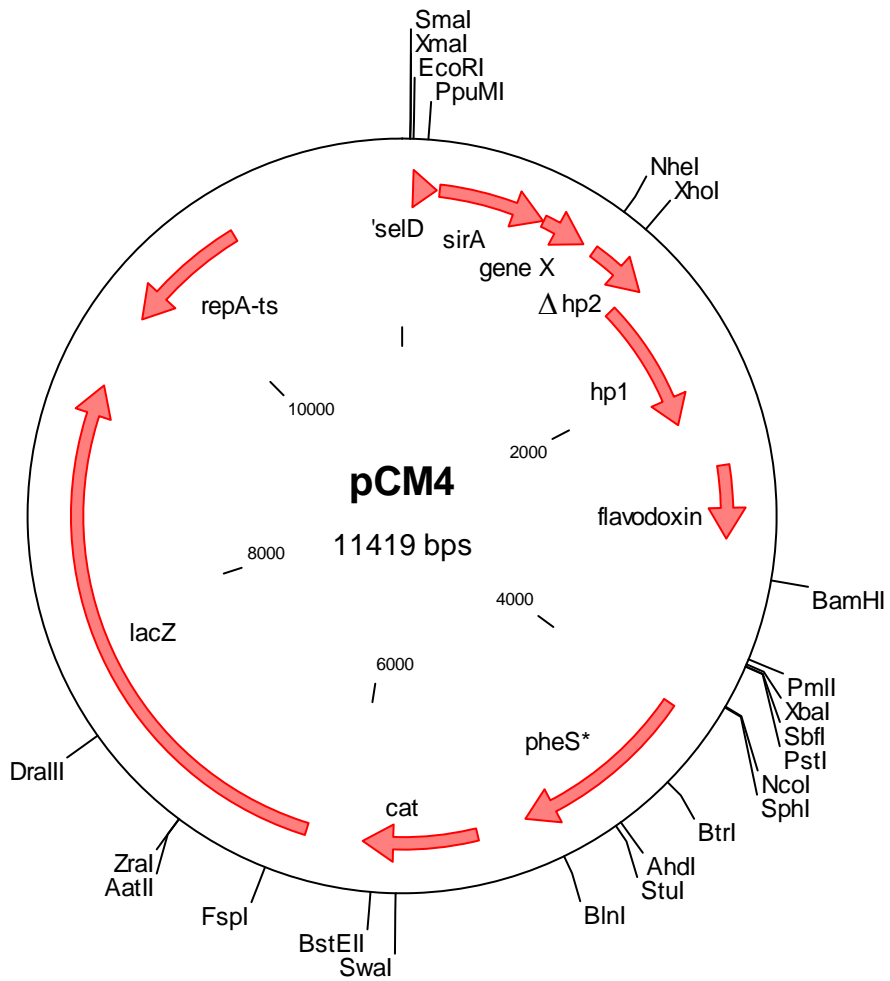 SmaI
XmaI
EcoRI
PpuMI
NheI
XhoI
'selD
sirA
gene X
Δ hp2
repA-ts
hp1
10000
2000
pCM4
11419 bps
flavodoxin
8000
4000
BamHI
lacZ
6000
PmlI
XbaI
SbfI
PstI
NcoI
SphI
pheS*
DraIII
cat
BtrI
ZraI
AatII
AhdI
StuI
FspI
BlnI
BstEII
SwaI